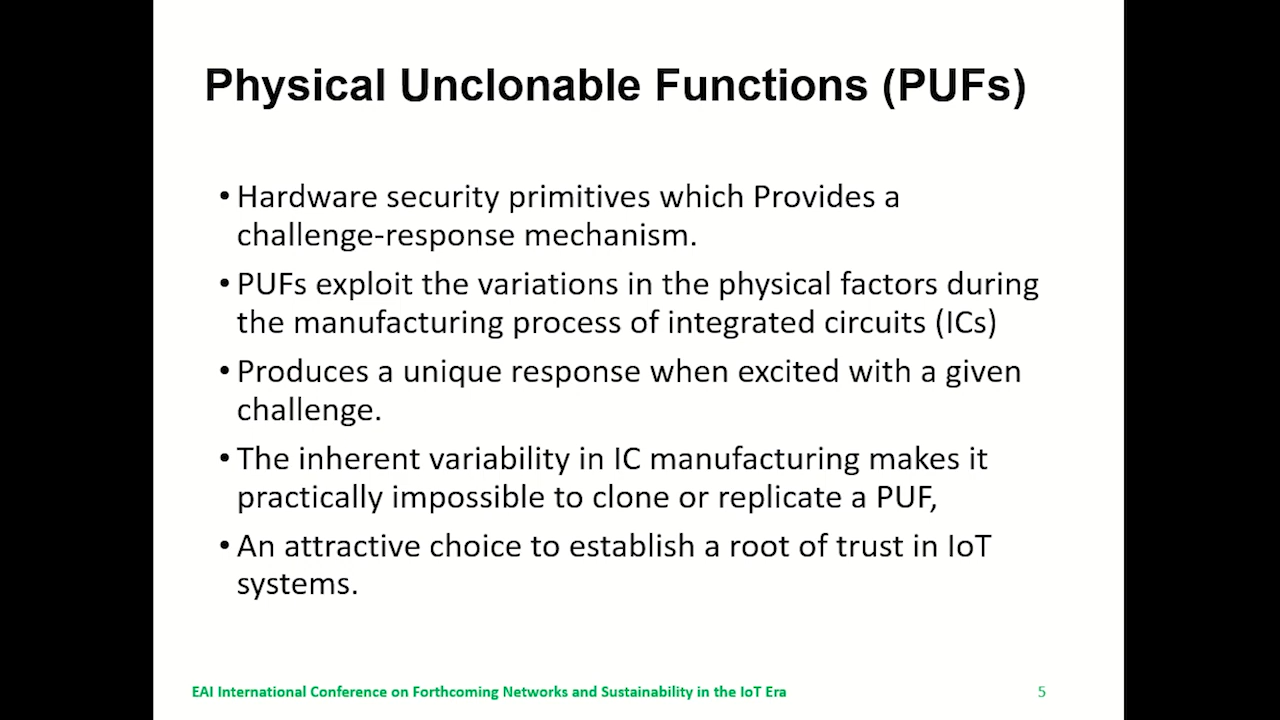 Physical Unclonable Functions (PUFs)
• Hardware security primitives which Provides a
challenge-response mechanism.
• PUFs exploit the variations in the physical factors during
the manufacturing process of integrated circuits (ICs)
• Produces a unique response when excited with a given
challenge.
• The inherent variability in IC manufacturing makes it
practically impossible to clone or replicate a PUF,
• An attractive choice to establish a root of trust in IoT
systems.
EAI International Conference on Forthcoming Networks and Sustainability in the IoT Era
5